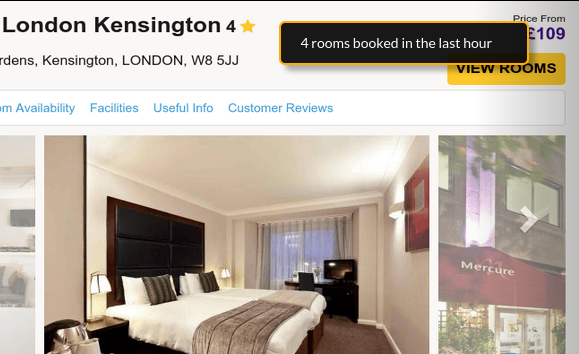 London Kensington 4
Price From
£109
4 rooms booked in the last hour
rdens, Kensington, LONDON, W8 5JJ
VIEW ROOMS
om Availability Facilities Useful Info Customer Reviews
Mercure